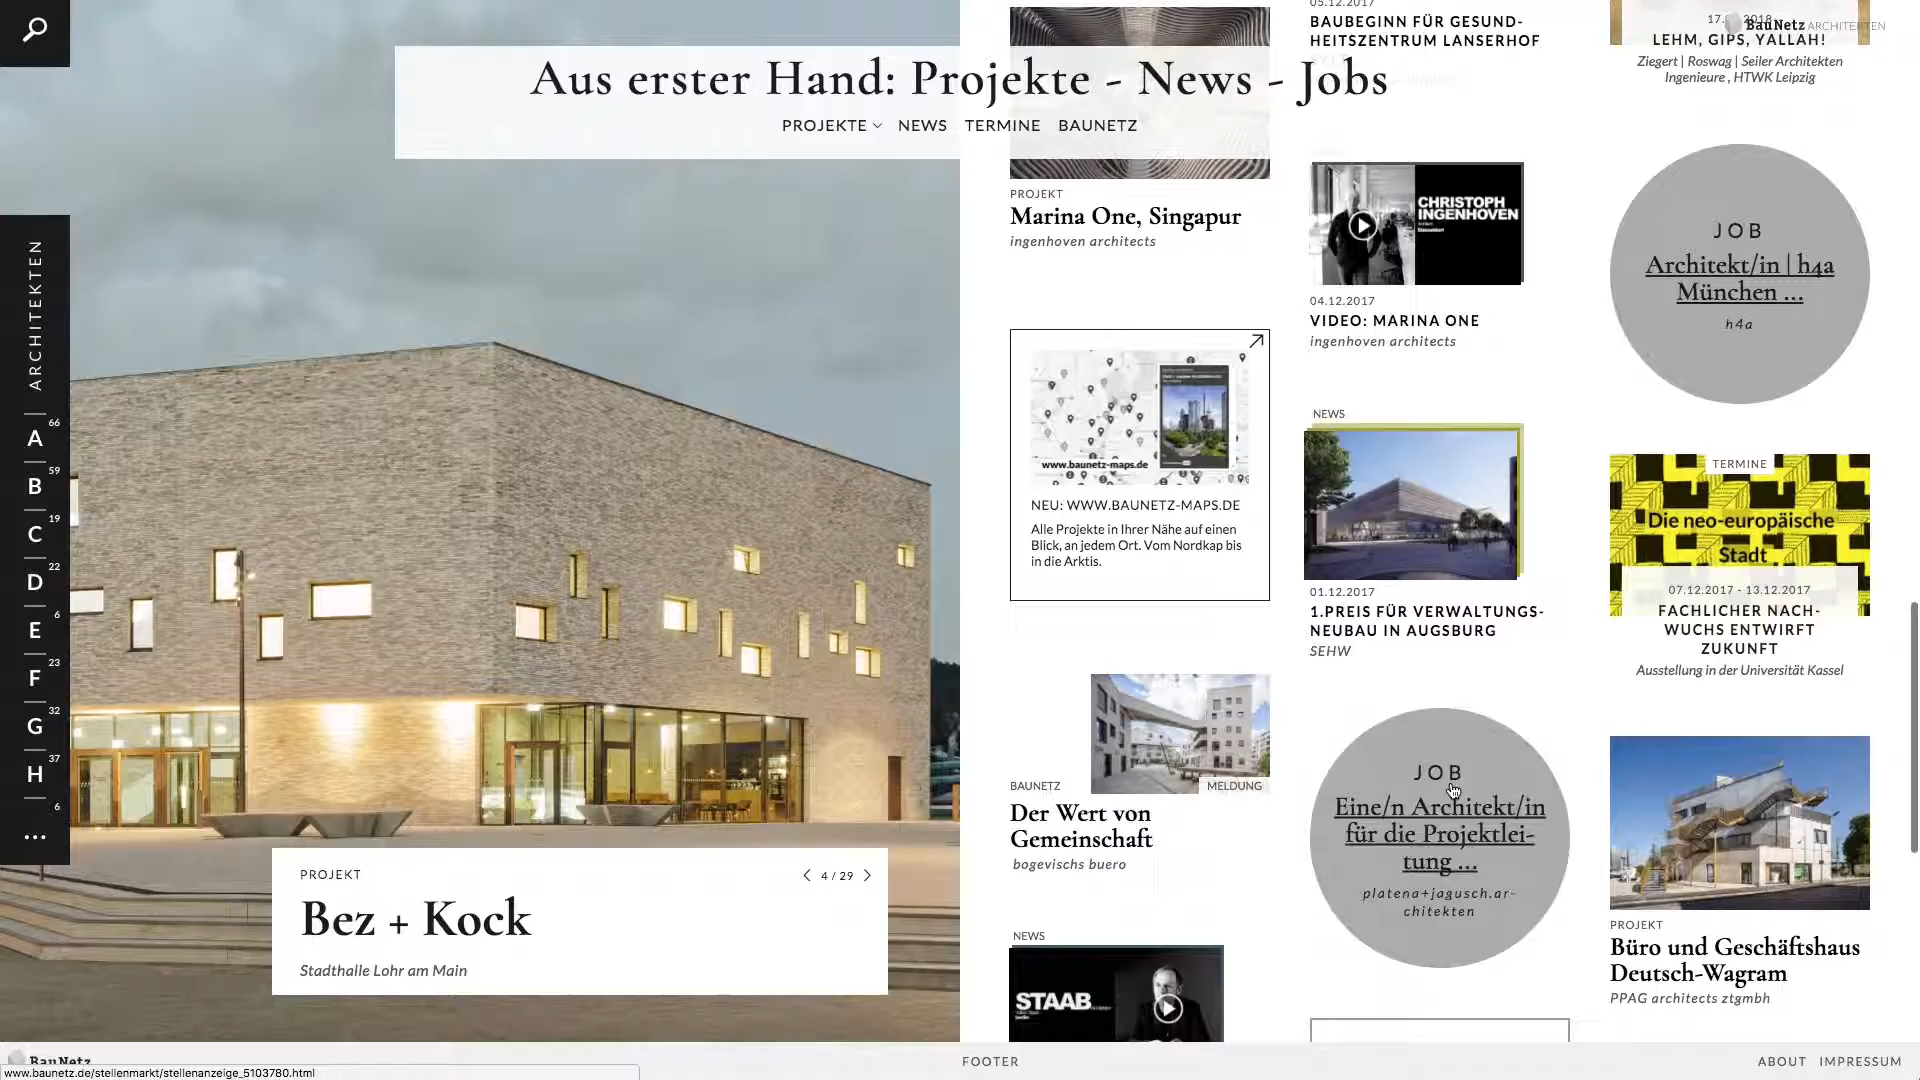 Aus erster Hand: Projekte - News - Jobs
PROJEKTE NEWS TERMINE BAUNETZ
ARCHITEKTEN
66
A
59
B
19
C
22
D
6
E
23
F
32
G
37
H
6
...
PROJEKT
4 / 29
Bez + Kock
Stadthalle Lohr am Main
PROJEKT
Marina One, Singapur
ingenhoven architects
www.baunetz-maps.de
NEU: WWW.BAUNETZ-MAPS.DE
Alle Projekte in Ihrer Nähe auf einen
Blick, an jedem Ort. Vom Nordkap bis
in die Arktis.
BAUNETZ
MELDUNG
Der Wert von
Gemeinschaft
bogevischs buero
NEWS
STAAB
05.12.2017
BAUBEGINN FÜR GESUND-
HEITSZENTRUM LANSERHOF
CHRISTOPH
INGENHOVEN
Düsseldorf
04.12.2017
VIDEO: MARINA ONE
ingenhoven architects
NEWS
01.12.2017
1.PREIS FÜR VERWALTUNGS-
NEUBAU IN AUGSBURG
SEHW
JOB
Eine/n Architekt/in
für die Projektlei-
tung ...
platena+jagusch.ar-
chitekten
BauNetz ARCHITEKTEN
LEHM, GIPS, YALLAH!
Ziegert | Roswag | Seiler Architekten
Ingenieure , HTWK Leipzig
JOB
Architekt/in | h4a
München ...
h4a
TERMINE
Die neo-europäische
Stadt
07.12.2017 - 13.12.2017
FACHLICHER NACH-
WUCHS ENTWIRFT
ZUKUNFT
Ausstellung in der Universität Kassel
PROJEKT
Büro und Geschäftshaus
Deutsch-Wagram
PPAG architects ztgmbh
BauNetz
FOOTER
ABOUT IMPRESSUM
www.baunetz.de/stellenmarkt/stellenanzeige_5103780.html